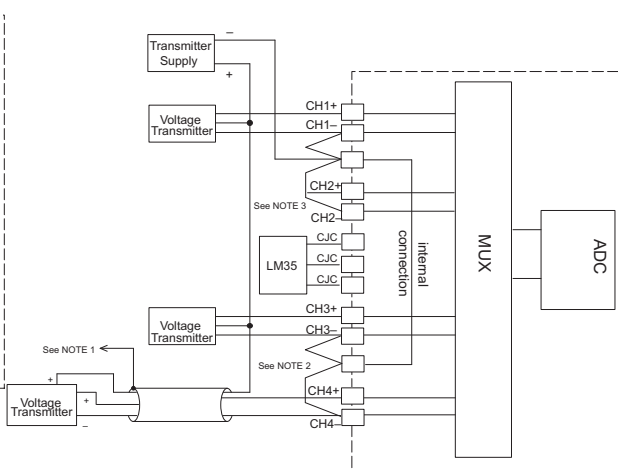 –
Transmitter
Supply
+
CH1+
Voltage
Transmitter
CH1–
CH2+
See NOTE 3
CH2–
CJC
LM35
CJC
CJC
internal
connection
MUX
ADC
CH3+
Voltage
Transmitter
CH3–
See NOTE 1
See NOTE 2
+
CH4+
Voltage
Transmitter
+
–
CH4–